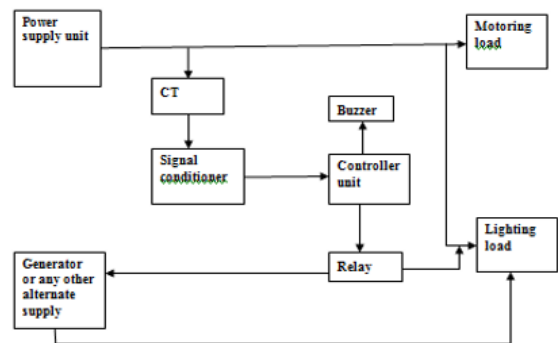 Power
supply unit
Motoring
load
CT
Buzzer
Signal
conditioner
Controller
unit
Lighting
load
Generator
or any other
alternate
supply
Relay